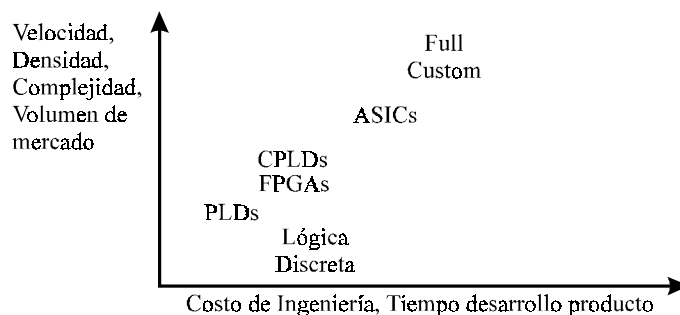 Velocidad,
Densidad,
Complejidad,
Volumen de
mercado
Full
Custom
ASICs
CPLDs
FPGAs
PLDs
Lógica
Discreta
Costo de Ingeniería, Tiempo desarrollo producto